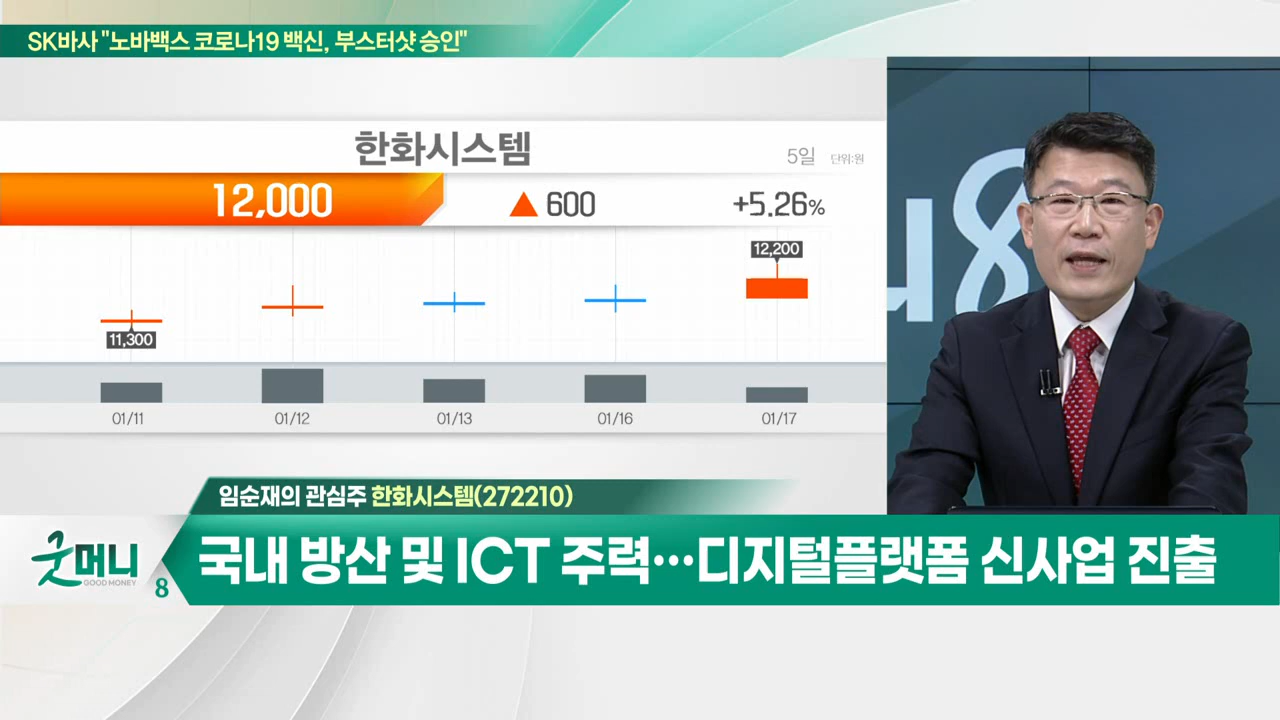 SK바사 "노바백스 코로나19 백신, 부스터샷 승인"
한화시스템
5일 단위:원
12,000 ▲ 600 +5.26%
12,200
11,300
01/11 01/12 01/13 01/16 01/17
임순재의 관심주 한화시스템(272210)
국내 방산 및 ICT 주력…디지털플랫폼 신사업 진출
굿머니
GOOD MONEY
8